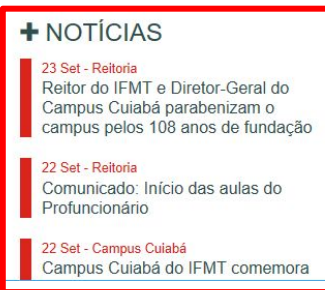 + NOTÍCIAS
23 Set - Reitoria
Reitor do IFMT e Diretor-Geral do
Campus Cuiabá parabenizam o
campus pelos 108 anos de fundação
22 Set - Reitoria
Comunicado: Início das aulas do
Profuncionário
22 Set - Campus Cuiabá
Campus Cuiabá do IFMT comemora